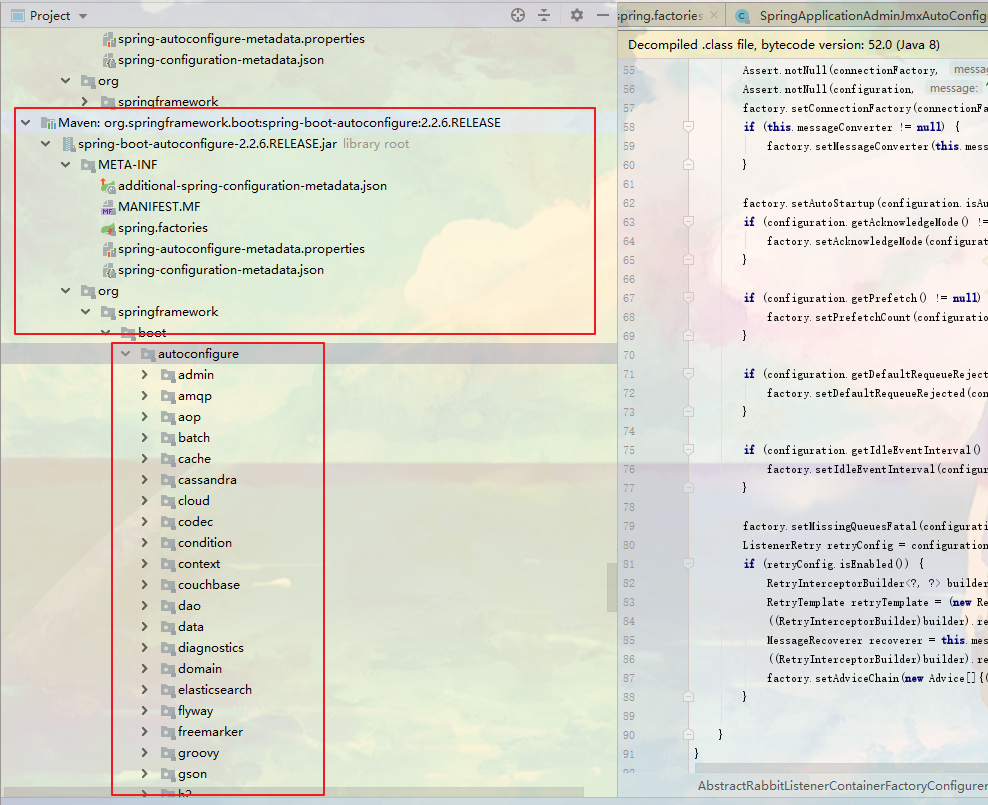 Project
spring-autoconfigure-metadata.properties
spring-configuration-metadata.json
org
springframework
Maven: org.springframework.boot:spring-boot-autoconfigure:2.2.6.RELEASE
spring-boot-autoconfigure-2.2.6.RELEASE.jar library root
META-INF
additional-spring-configuration-metadata.json
MANIFEST.MF
spring.factories
spring-autoconfigure-metadata.properties
spring-configuration-metadata.json
org
springframework
boot
autoconfigure
admin
amqp
aop
batch
cache
cassandra
cloud
codec
condition
context
couchbase
dao
data
diagnostics
domain
elasticsearch
flyway
freemarker
groovy
gson
h2
spring.factories
SpringApplicationAdminJmxAutoConfig
Decompiled .class file, bytecode version: 52.0 (Java 8)
55 Assert.notNull(connectionFactory, messag
56 Assert.notNull(configuration, message: "
57 factory.setConnectionFactory(connectionFa
58 if (this.messageConverter != null) {
59 factory.setMessageConverter(this.mess
60 }
61
62 factory.setAutoStartup(configuration.isAu
63 if (configuration.getAcknowledgeMode() !=
64 factory.setAcknowledgeMode(configurat
65 }
66
67 if (configuration.getPrefetch() != null)
68 factory.setPrefetchCount(configuration
69 }
70
71 if (configuration.getDefaultRequeueReject
72 factory.setDefaultRequeueRejected(con
73 }
74
75 if (configuration.getIdleEventInterval()
76 factory.setIdleEventInterval(configur
77 }
78
79 factory.setMissingQueuesFatal(configurati
80 ListenerRetry retryConfig = configuration
81 if (retryConfig.isEnabled()) {
82 RetryInterceptorBuilder<?, ?> builder
83 RetryTemplate retryTemplate = (new Re
84 ((RetryInterceptorBuilder)builder).re
85 MessageRecoverer recoverer = this.mes
86 ((RetryInterceptorBuilder)builder).re
87 factory.setAdviceChain(new Advice[]{(
88 }
89
90 }
91 }
92
AbstractRabbitListenerContainerFactoryConfigurer